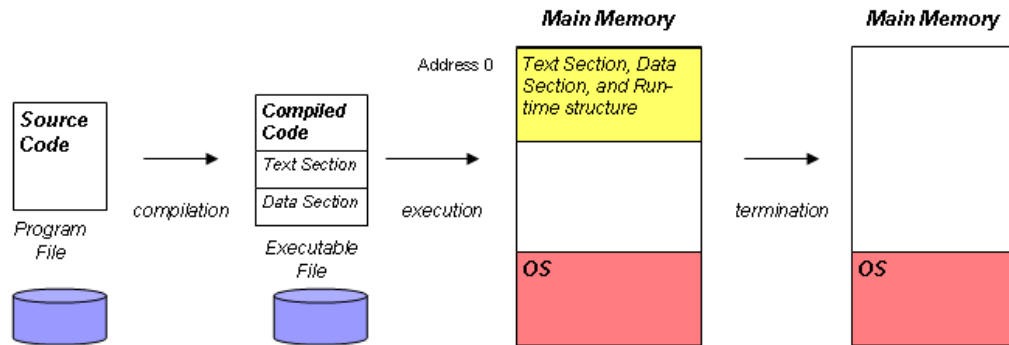 Main Memory
Main Memory
Address 0
Text Section, Data
Section, and Run-
time structure
Source
Code
Compiled
Code
Text Section
Data Section
compilation
execution
termination
Program
File
Executable
File
OS
OS